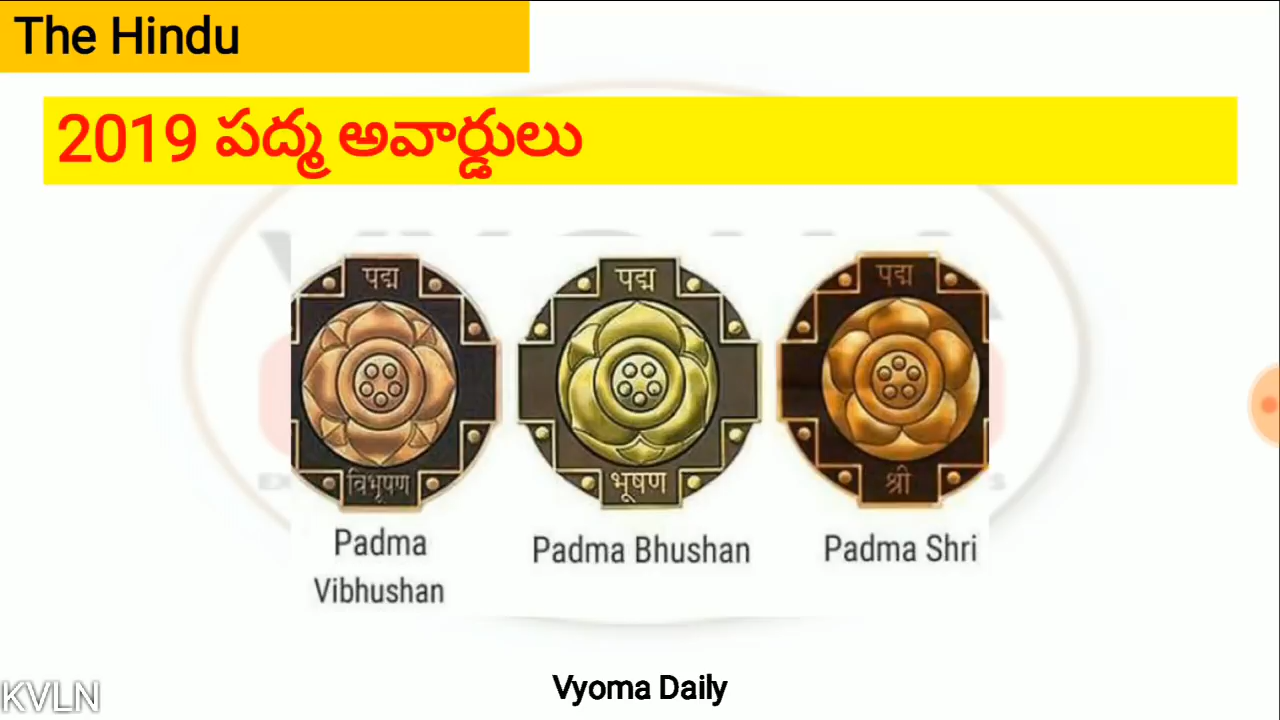 The Hindu
2019 పద్మ అవార్డులు
पद्म
पद्म
पद्म
विभूषण
भूषण
श्री
Padma
Vibhushan
Padma Bhushan
Padma Shri
Vyoma Daily
KVLN